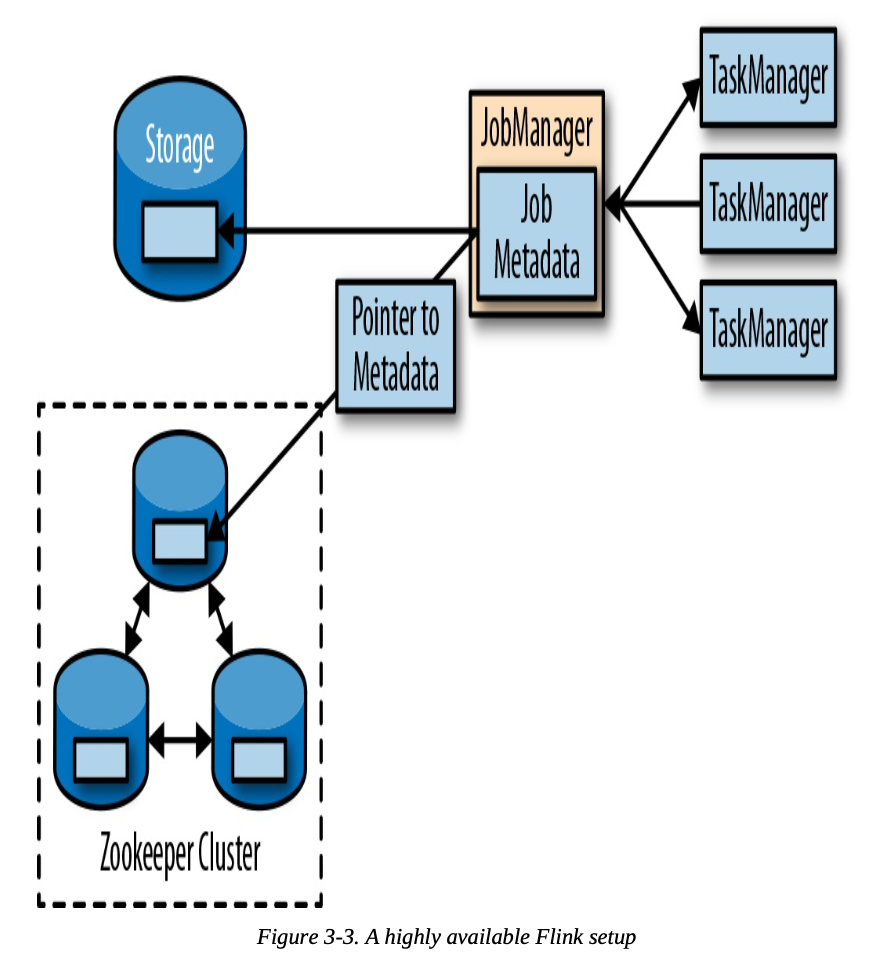 Storage
JobManager
Job
Metadata
TaskManager
TaskManager
TaskManager
Pointer to
Metadata
Zookeeper Cluster
Figure 3-3. A highly available Flink setup